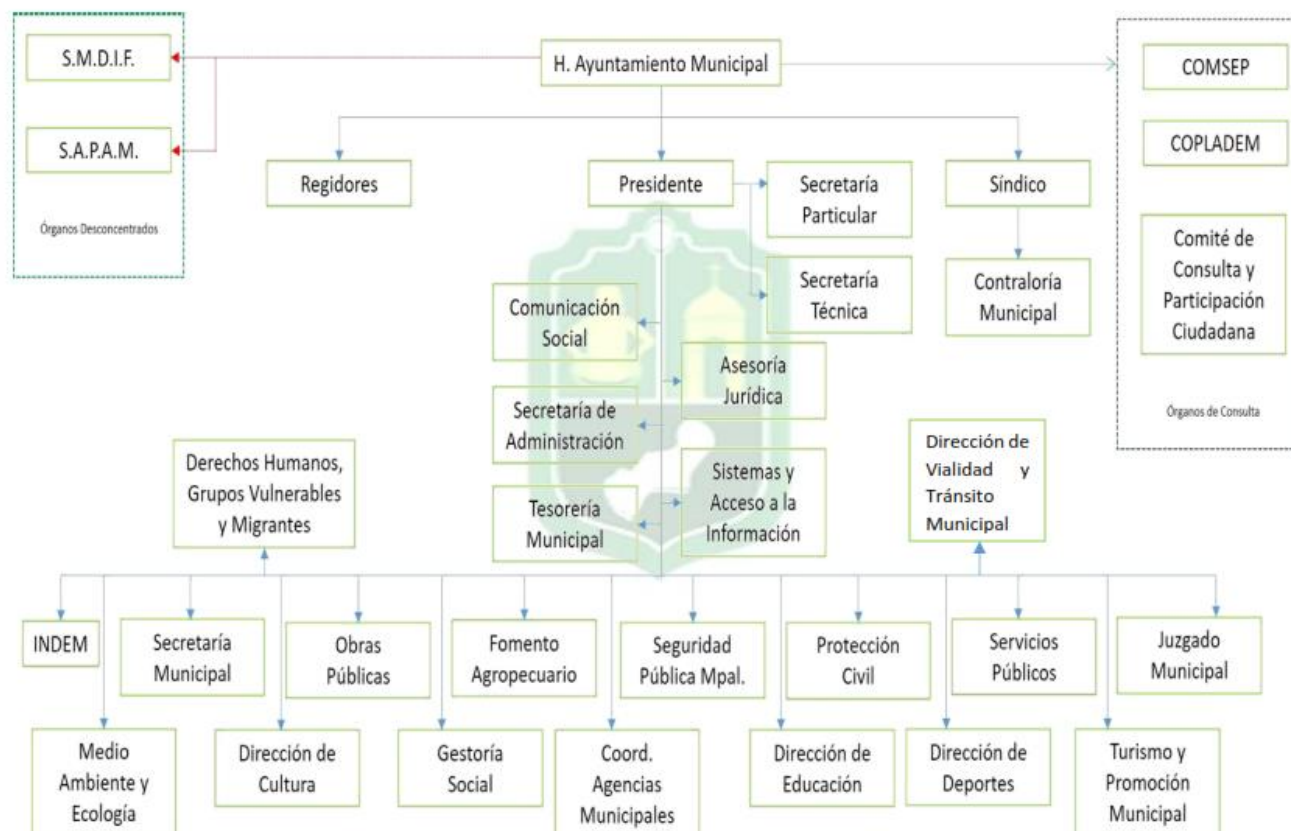 S.M.D.I.F.
H. Ayuntamiento Municipal
COMSEP
S.A.P.A.M.
COPLADEM
Órganos Desconcentrados
Regidores
Presidente
Secretaría
Particular
Síndico
Comité de
Consulta y
Participación
Ciudadana
Comunicación
Social
Secretaría
Técnica
Contraloría
Municipal
Asesoría
Jurídica
Órganos de Consulta
Secretaría de
Administración
Derechos Humanos,
Grupos Vulnerables
y Migrantes
Tesorería
Municipal
Sistemas y
Acceso a la
Información
Dirección de
Vialidad y
Tránsito
Municipal
INDEM
Secretaría
Municipal
Obras
Públicas
Fomento
Agropecuario
Seguridad
Pública Mpal.
Protección
Civil
Servicios
Públicos
Juzgado
Municipal
Medio
Ambiente y
Ecología
Dirección de
Cultura
Gestoría
Social
Coord.
Agencias
Municipales
Dirección de
Educación
Dirección de
Deportes
Turismo y
Promoción
Municipal